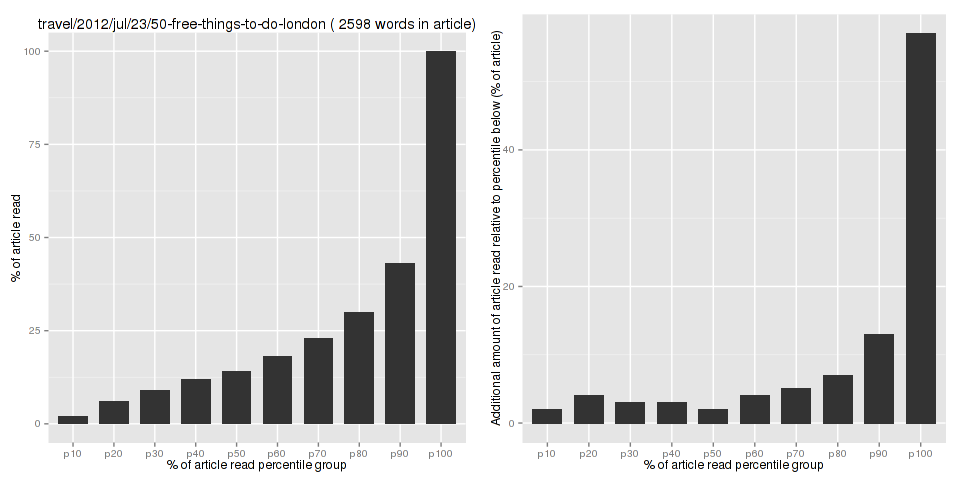 travel/2012/jul/23/50-free-things-to-do-london ( 2598 words in article)
% of article read
100
75
50
25
0
p10 p20 p30 p40 p50 p60 p70 p80 p90 p100
% of article read percentile group
Additional amount of article read relative to percentile below (% of article)
40
20
0
p10 p20 p30 p40 p50 p60 p70 p80 p90 p100
% of article read percentile group